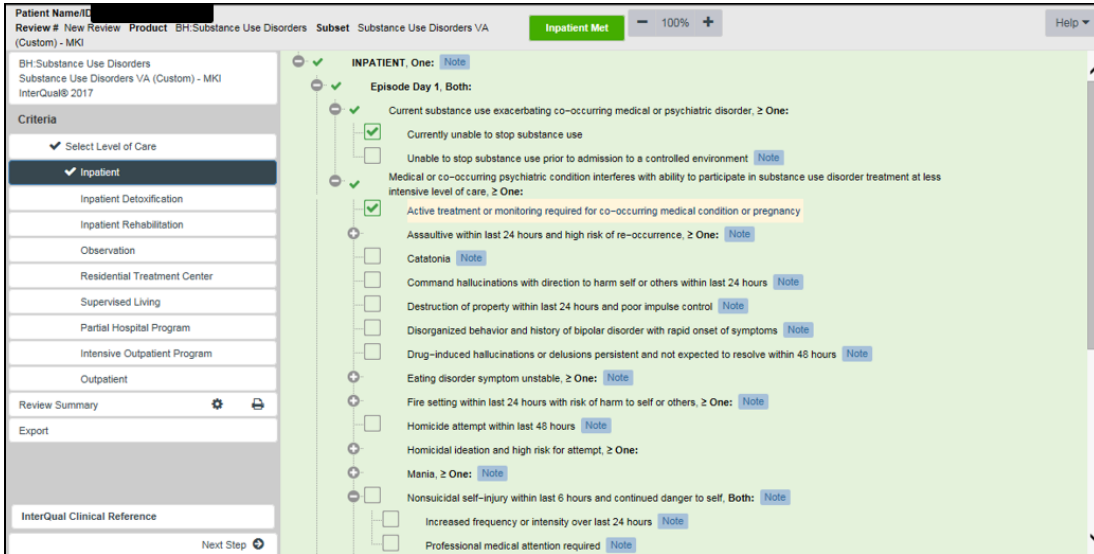 Patient Name/ID
Review # New Review Product BH:Substance Use Disorders Subset Substance Use Disorders VA
(Custom) - MKI
Inpatient Met
100%
Help
BH:Substance Use Disorders
Substance Use Disorders VA (Custom) - MKI
InterQual® 2017
Criteria
Select Level of Care
Inpatient
Inpatient Detoxification
Inpatient Rehabilitation
Observation
Residential Treatment Center
Supervised Living
Partial Hospital Program
Intensive Outpatient Program
Outpatient
Review Summary
Export
InterQual Clinical Reference
Next Step
INPATIENT, One: Note
Episode Day 1, Both:
Current substance use exacerbating co-occurring medical or psychiatric disorder, ≥ One:
Currently unable to stop substance use
Unable to stop substance use prior to admission to a controlled environment Note
Medical or co-occurring psychiatric condition interferes with ability to participate in substance use disorder treatment at less
intensive level of care, ≥ One:
Active treatment or monitoring required for co-occurring medical condition or pregnancy
Assaultive within last 24 hours and high risk of re-occurrence, ≥ One: Note
Catatonia Note
Command hallucinations with direction to harm self or others within last 24 hours Note
Destruction of property within last 24 hours and poor impulse control Note
Disorganized behavior and history of bipolar disorder with rapid onset of symptoms Note
Drug-induced hallucinations or delusions persistent and not expected to resolve within 48 hours Note
Eating disorder symptom unstable, ≥ One: Note
Fire setting within last 24 hours with risk of harm to self or others, ≥ One: Note
Homicide attempt within last 48 hours Note
Homicidal ideation and high risk for attempt, ≥ One:
Mania, ≥ One: Note
Nonsuicidal self-injury within last 6 hours and continued danger to self, Both: Note
Increased frequency or intensity over last 24 hours Note
Professional medical attention required Note